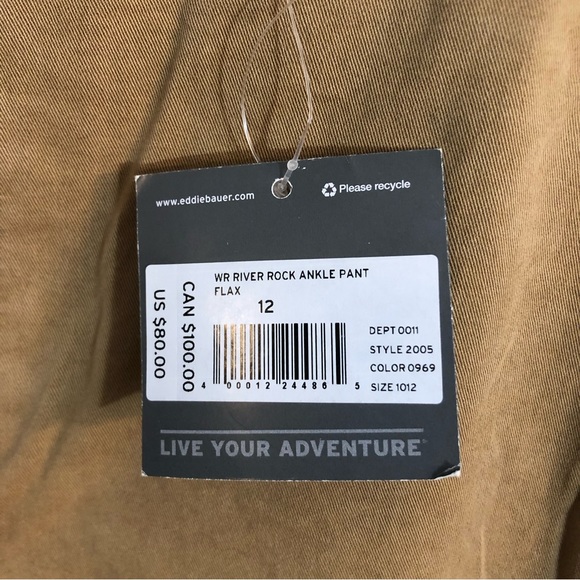 www.eddiebauer.com
Please recycle
WR RIVER ROCK ANKLE PANT
FLAX
12
CAN $100.00
US $80.00
DEPT 0011
STYLE 2005
COLOR 0969
SIZE 1012
4 00012 24486 5
LIVE YOUR ADVENTURE